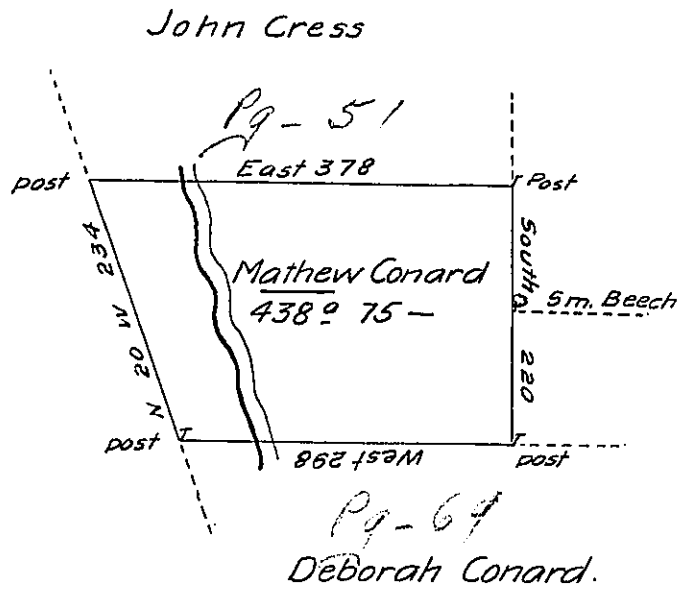 John Cress
Pg - 51
post
East 378
Post
N 20 W 234
South 220
Mathew Conard
438 a 75 —
Sm. Beech
post
West 298
post
Pg - 69
Deborah Conard.